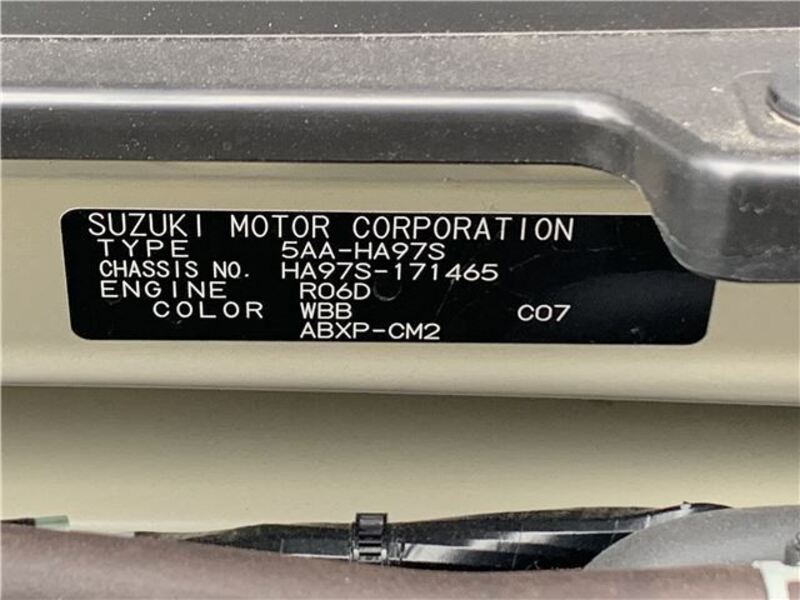 SUZUKI MOTOR CORPORATION
TYPE 5AA-HA97S
CHASSIS NO. HA97S-171465
ENGINE R06D
COLOR WBB C07
ABXP-CM2